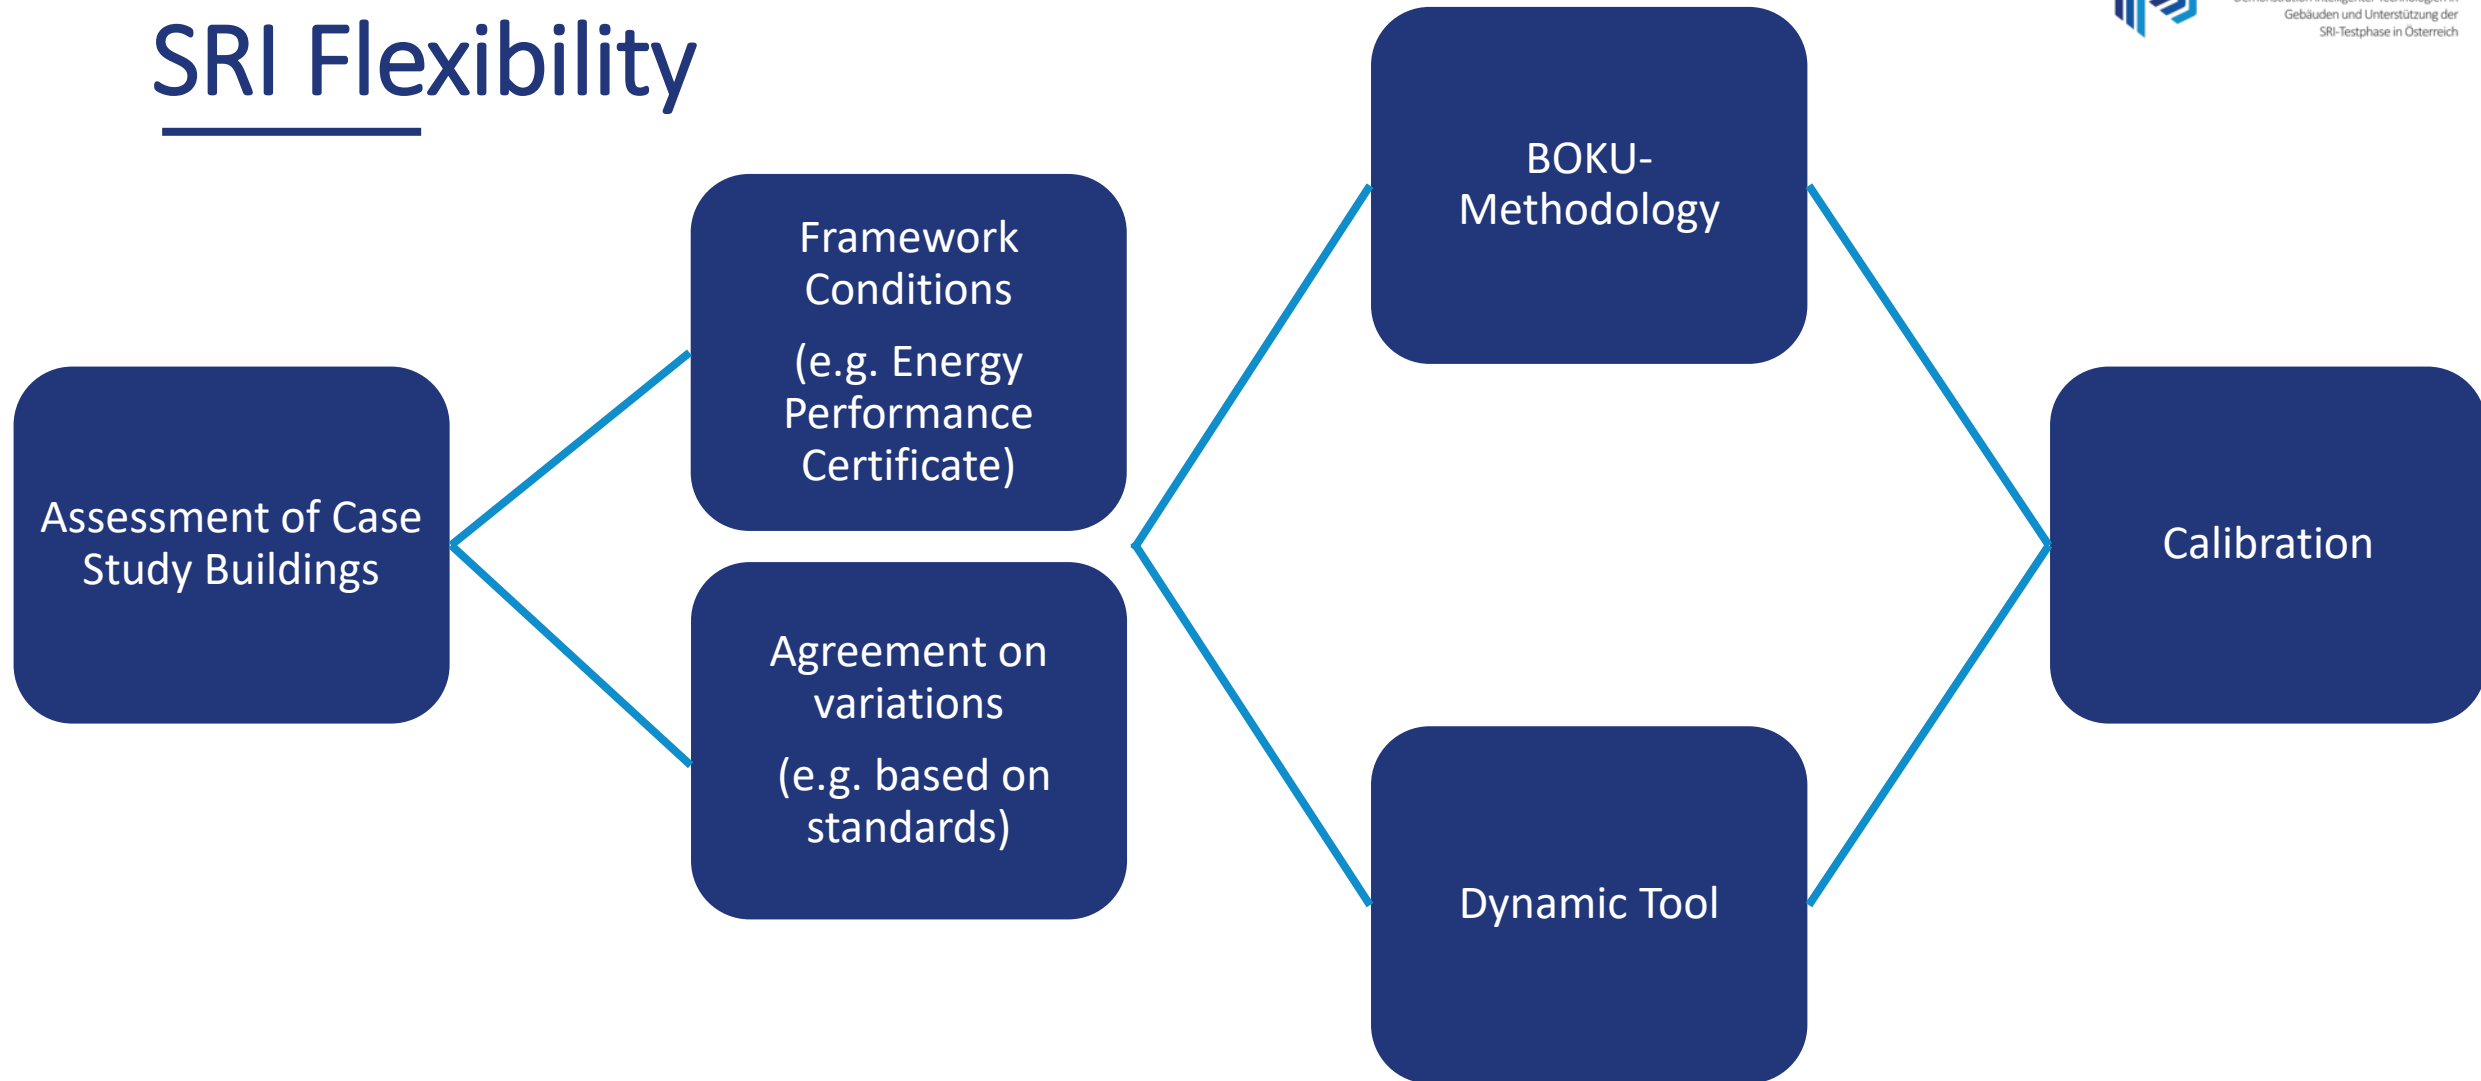 SRI Flexibility
Gebäuden und Unterstützung der
SRI-Testphase in Österreich
Assessment of Case
Study Buildings
Framework
Conditions
(e.g. Energy
Performance
Certificate)
Agreement on
variations
(e.g. based on
standards)
BOKU-
Methodology
Dynamic Tool
Calibration